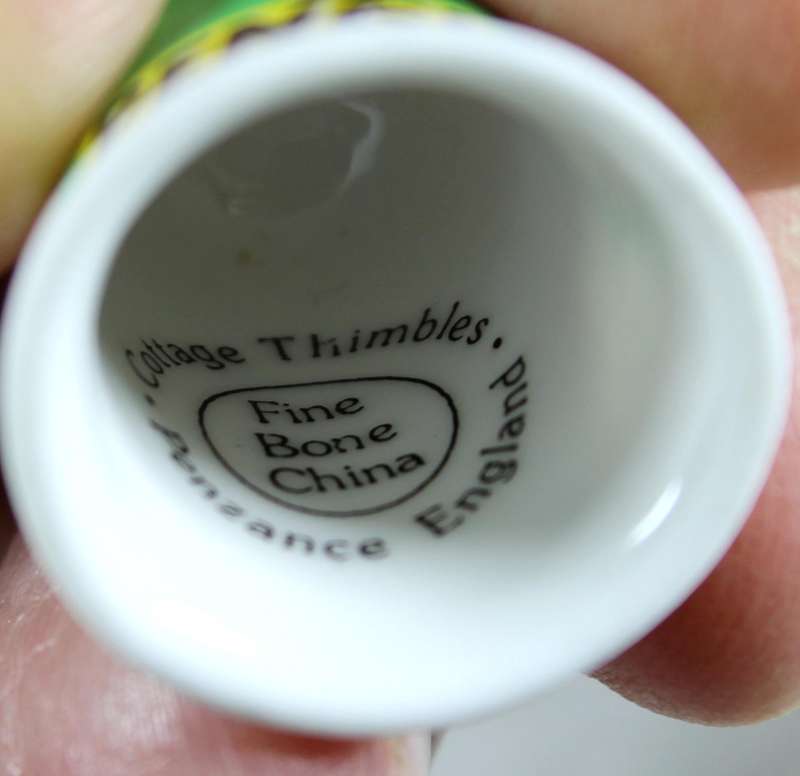 Cottage Thimbles.
Fine
Bone
China
. Penzance England